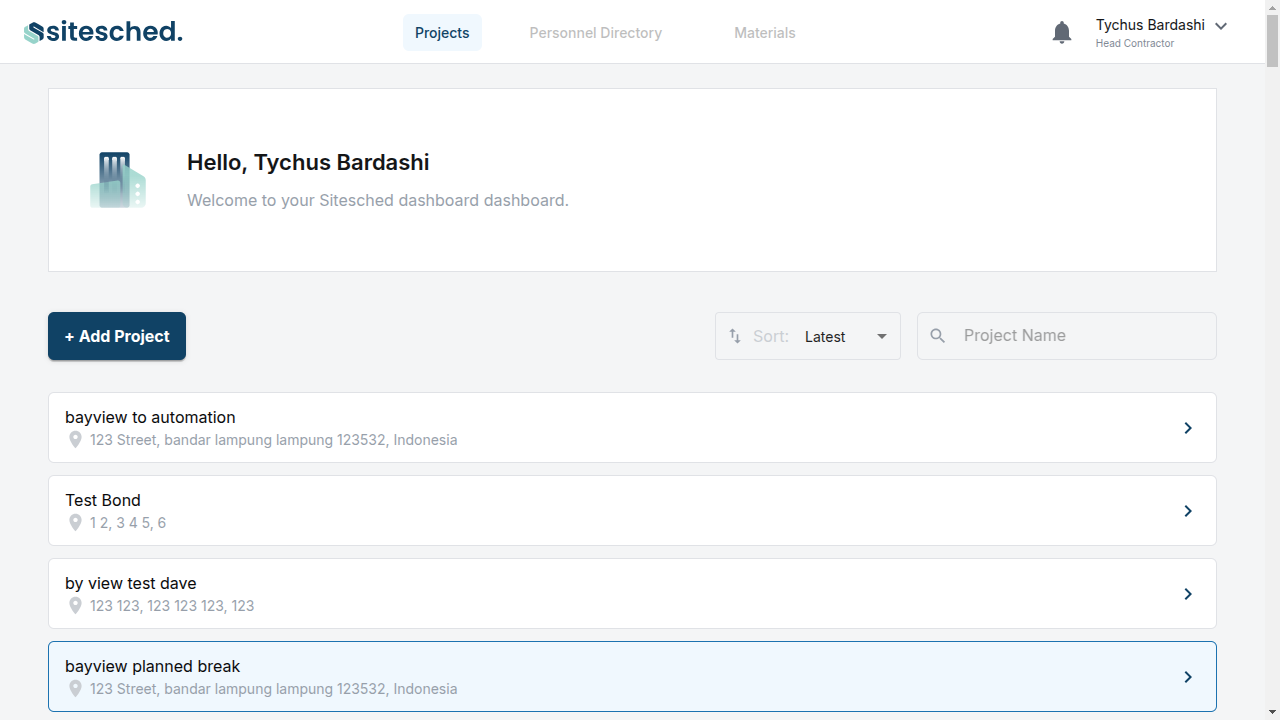 sitesched.
Projects
Personnel Directory
Materials
Tychus Bardashi
Head Contractor
Hello, Tychus Bardashi
Welcome to your Sitesched dashboard dashboard.
+ Add Project
Sort: Latest
Project Name
bayview to automation
123 Street, bandar lampung lampung 123532, Indonesia
Test Bond
1 2, 3 4 5, 6
by view test dave
123 123, 123 123 123, 123
bayview planned break
123 Street, bandar lampung lampung 123532, Indonesia